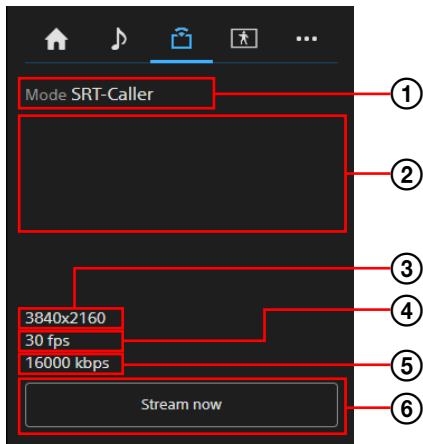 Mode SRT-Caller
1
2
3840x2160
3
30 fps
4
16000 kbps
5
Stream now
6